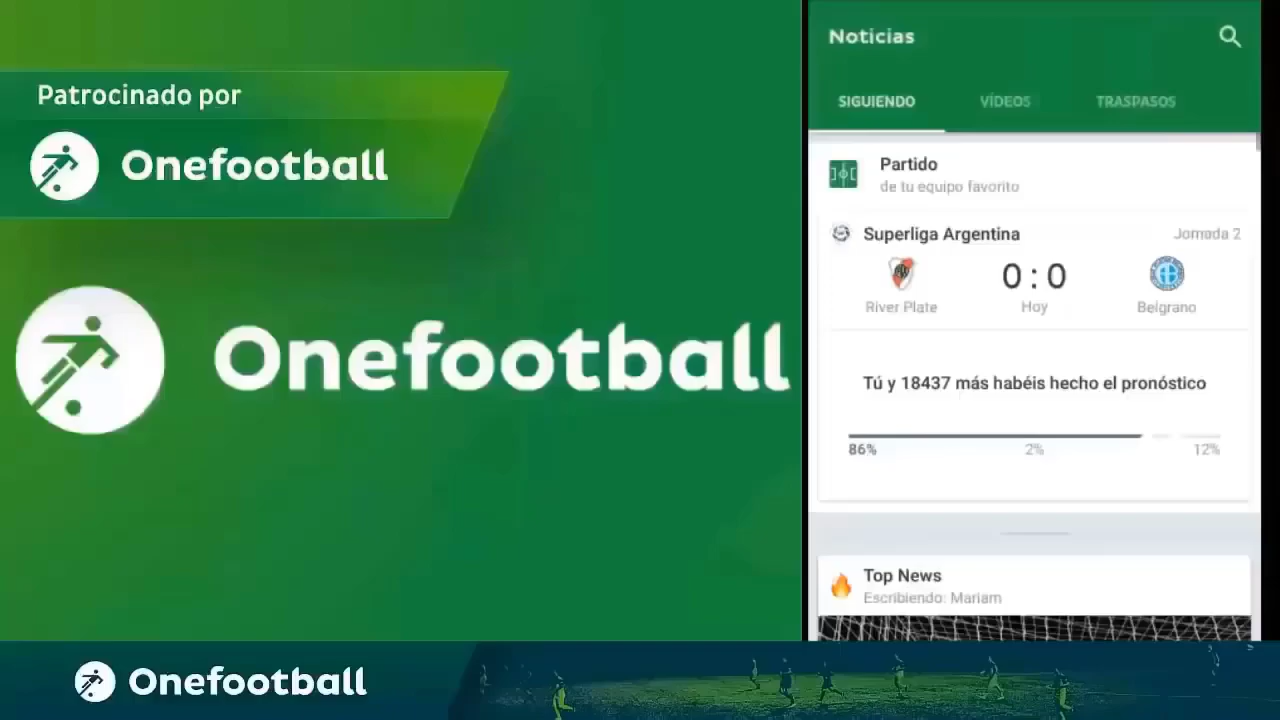 Patrocinado por
Onefootball
Onefootball
Noticias
SIGUIENDO VÍDEOS TRASPASOS
Partido
de tu equipo favorito
Superliga Argentina Jornada 2
0 : 0
River Plate Hoy Belgrano
Tú y 18437 más habéis hecho el pronóstico
86% 2% 12%
Top News
Escribiendo: Mariam
Onefootball